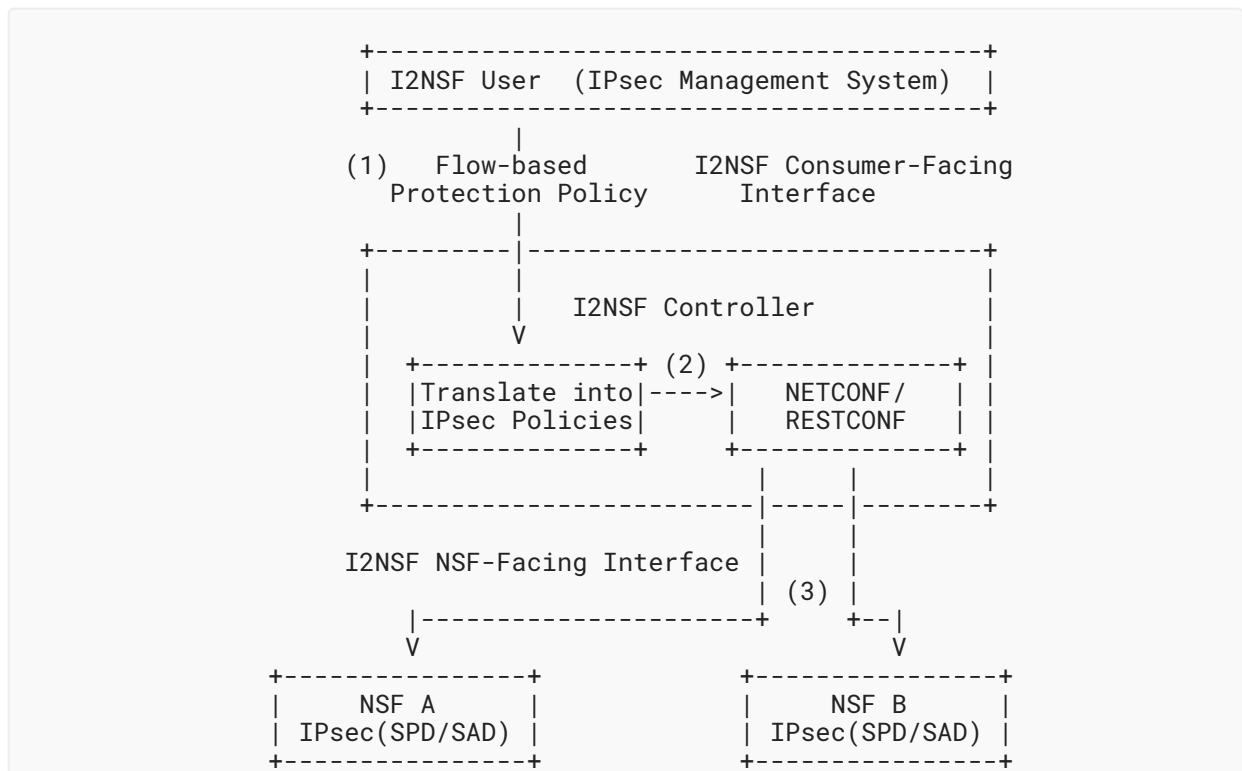 I2NSF User (IPsec Management System)
(1) Flow-based I2NSF Consumer-Facing
Protection Policy Interface
I2NSF Controller
(2)
Translate into NETCONF/
IPsec Policies RESTCONF
I2NSF NSF-Facing Interface
(3)
NSF A NSF B
IPsec(SPD/SAD) IPsec(SPD/SAD)